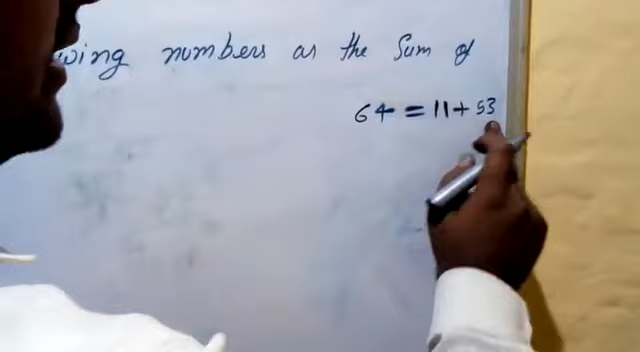 wing numbers as the Sum of
64 = 11 + 53